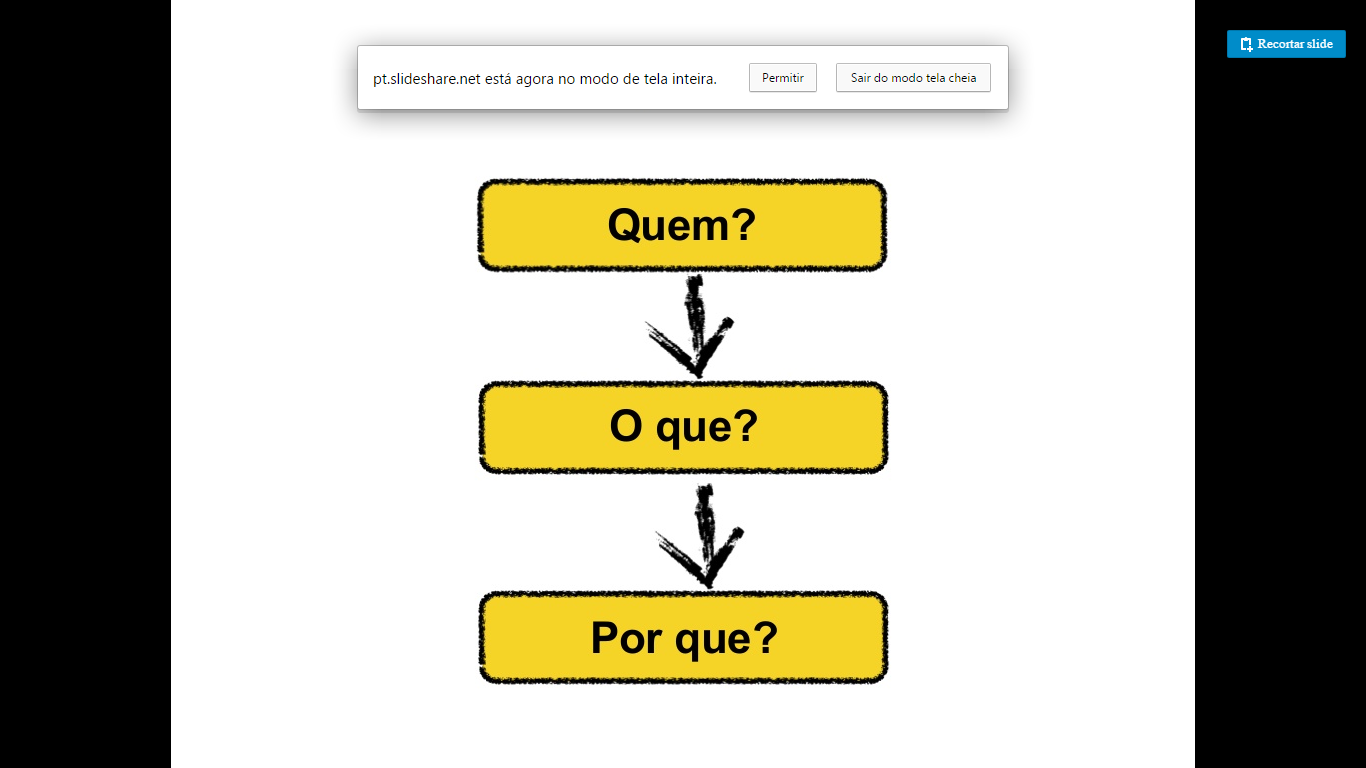 Recortar slide
pt.slideshare.net está agora no modo de tela inteira. Permitir Sair do modo tela cheia
Quem?
O que?
Por que?